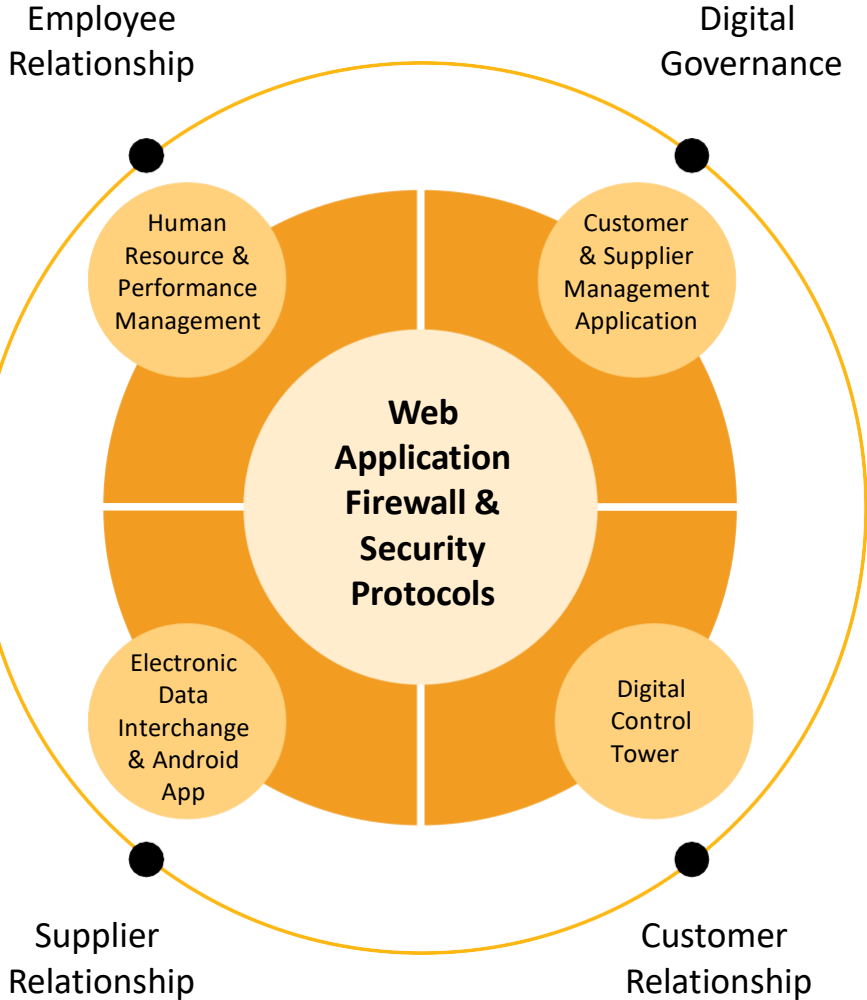 Employee
Relationship
Digital
Governance
Human
Resource &
Performance
Management
Customer
& Supplier
Management
Application
Web
Application
Firewall &
Security
Protocols
Electronic
Data
Interchange
& Android
App
Digital
Control
Tower
Supplier
Relationship
Customer
Relationship